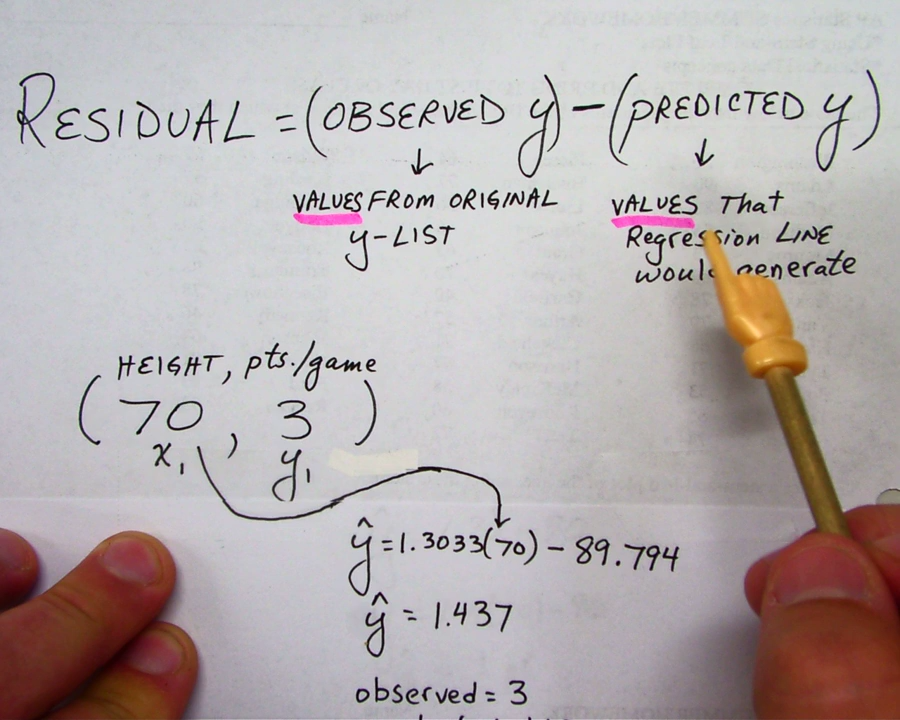 RESIDUAL = (OBSERVED y) − (PREDICTED y)
↓ ↓
VALUES FROM ORIGINAL
y-LIST
VALUES That
Regression LINE
would generate
HEIGHT, pts./game
(70, 3)
x₁ y₁
ŷ = 1.3033(70) − 89.794
ŷ = 1.437
observed = 3